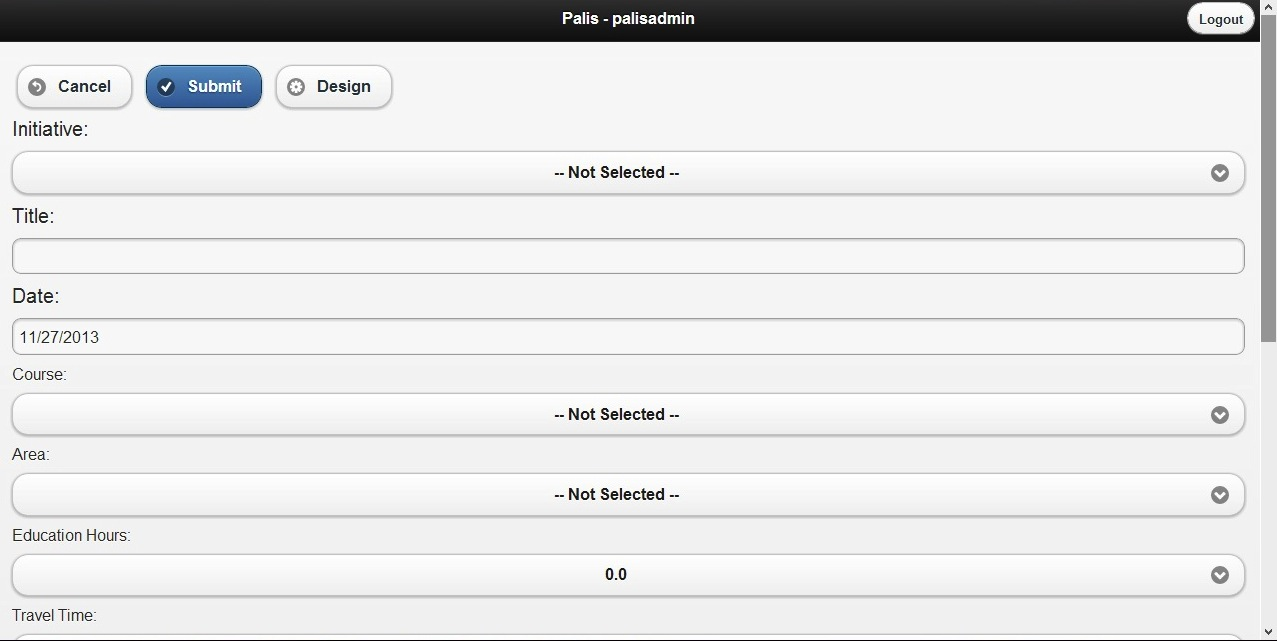 Palis - palisadmin
Logout
Cancel
Submit
Design
Initiative:
-- Not Selected --
Title:
Date:
11/27/2013
Course:
-- Not Selected --
Area:
-- Not Selected --
Education Hours:
0.0
Travel Time: